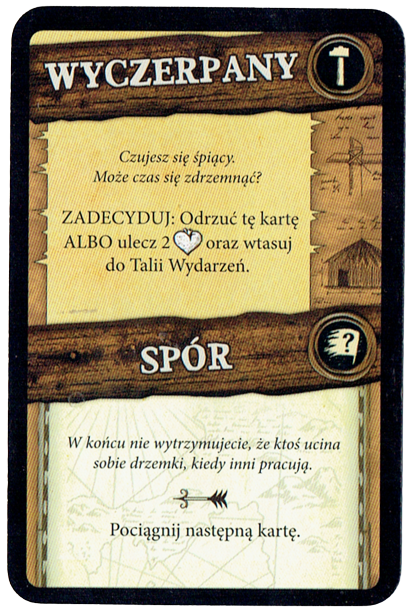 WYCZERPANY
Czujesz się śpiący.
Może czas się zdrzemnąć?
ZADECYDUJ: Odrzuć tę kartę
ALBO ulecz 2 oraz wtasuj
do Talii Wydarzeń.
?
SPÓR
W końcu nie wytrzymujecie, że ktoś ucina
sobie drzemki, kiedy inni pracują.
Pociągnij następną kartę.